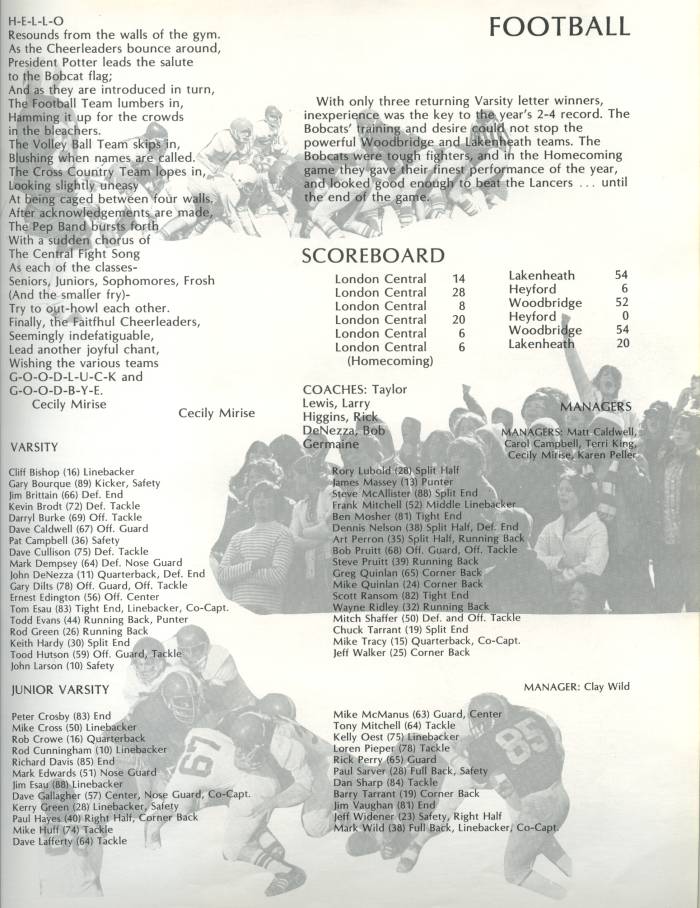 H-E-L-L-O
Resounds from the walls of the gym.
As the Cheerleaders bounce around,
President Potter leads the salute
to the Bobcat flag;
And as they are introduced in turn,
The Football Team lumbers in,
Hamming it up for the crowds
in the bleachers.
The Volley Ball Team skips in,
Blushing when names are called.
The Cross Country Team lopes in,
Looking slightly uneasy
At being caged between four walls.
After acknowledgements are made,
The Pep Band bursts forth
With a sudden chorus of
The Central Fight Song
As each of the classes-
Seniors, Juniors, Sophomores, Frosh
(And the smaller fry)-
Try to out-howl each other.
Finally, the Faitfhul Cheerleaders,
Seemingly indefatiguable,
Lead another joyful chant,
Wishing the various teams
G-O-O-D-L-U-C-K and
G-O-O-D-B-Y-E.
Cecily Mirise
Cecily Mirise
FOOTBALL
With only three returning Varsity letter winners,
inexperience was the key to the year's 2-4 record. The
Bobcats' training and desire could not stop the
powerful Woodbridge and Lakenheath teams. The
Bobcats were tough fighters, and in the Homecoming
game they gave their finest performance of the year,
and looked good enough to beat the Lancers ... until
the end of the game.
SCOREBOARD
London Central 14 Lakenheath 54
London Central 28 Heyford 6
London Central 8 Woodbridge 52
London Central 20 Heyford 0
London Central 6 Woodbridge 54
London Central 6 Lakenheath 20
(Homecoming)
COACHES: Taylor
Lewis, Larry
Higgins, Rick
DeNezza, Bob
Germaine
MANAGERS
MANAGERS: Matt Caldwell,
Carol Campbell, Terri King,
Cecily Mirise, Karen Peller
VARSITY
Cliff Bishop (16) Linebacker
Gary Bourque (89) Kicker, Safety
Jim Brittain (66) Def. End
Kevin Brodt (72) Def. Tackle
Darryl Burke (69) Off. Tackle
Dave Caldwell (67) Off. Guard
Pat Campbell (36) Safety
Dave Cullison (75) Def. Tackle
Mark Dempsey (64) Def. Nose Guard
John DeNezza (11) Quarterback, Def. End
Gary Dilts (78) Off. Guard, Off. Tackle
Ernest Edington (56) Off. Center
Tom Esau (83) Tight End, Linebacker, Co-Capt.
Todd Evans (44) Running Back, Punter
Rod Green (26) Running Back
Keith Hardy (30) Split End
Todd Hutson (59) Off. Guard, Tackle
John Larson (10) Safety
Rory Lubold (28) Split Half
James Massey (13) Punter
Steve McAllister (88) Split End
Frank Mitchell (52) Middle Linebacker
Ben Mosher (81) Tight End
Dennis Nelson (38) Split Half, Def. End
Art Perron (35) Split Half, Running Back
Bob Pruitt (68) Off. Guard, Off. Tackle
Steve Pruitt (39) Running Back
Greg Quinlan (65) Corner Back
Mike Quinlan (24) Corner Back
Scott Ransom (82) Tight End
Wayne Ridley (32) Running Back
Mitch Shaffer (50) Def. and Off. Tackle
Chuck Tarrant (19) Split End
Mike Tracy (15) Quarterback, Co-Capt.
Jeff Walker (25) Corner Back
JUNIOR VARSITY
MANAGER: Clay Wild
Peter Crosby (83) End
Mike Cross (50) Linebacker
Rob Crowe (16) Quarterback
Rod Cunningham (10) Linebacker
Richard Davis (85) End
Mark Edwards (51) Nose Guard
Jim Esau (88) Linebacker
Dave Gallagher (57) Center, Nose Guard, Co-Capt.
Kerry Green (28) Linebacker, Safety
Paul Hayes (40) Right Half, Corner Back
Mike Huff (74) Tackle
Dave Lafferty (64) Tackle
Mike McManus (63) Guard, Center
Tony Mitchell (64) Tackle
Kelly Oest (75) Linebacker
Loren Pieper (78) Tackle
Rick Perry (65) Guard
Paul Sarver (28) Full Back, Safety
Dan Sharp (84) Tackle
Barry Tarrant (19) Corner Back
Jim Vaughan (81) End
Jeff Widener (23) Safety, Right Half
Mark Wild (38) Full Back, Linebacker, Co-Capt.
67
85